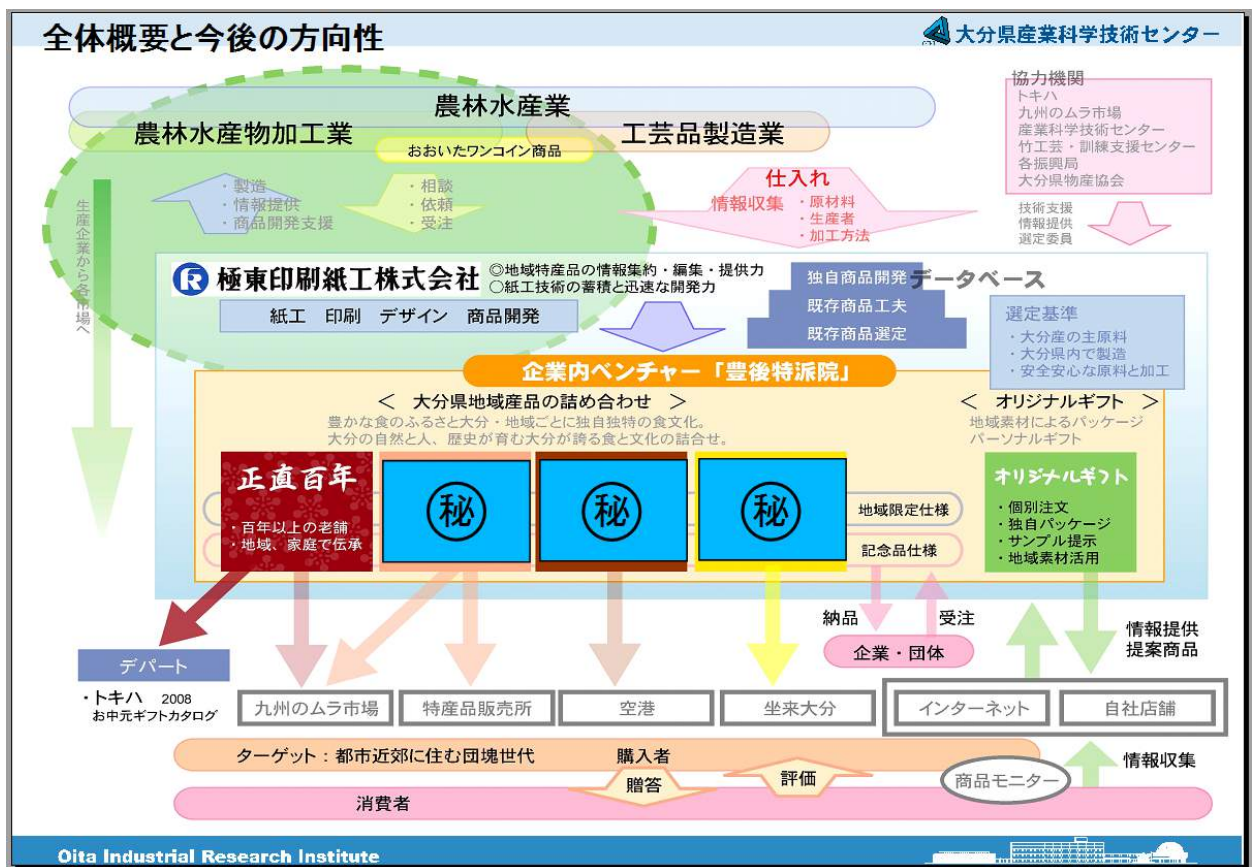 全体概要と今後の方向性
大分県産業科学技術センター
農林水産業
農林水産物加工業
工芸品製造業
おおいたワンコイン商品
協力機関
トキハ
九州のムラ市場
産業科学技術センター
竹工芸・訓練支援センター
各振興局
大分県物産協会
・製造
・情報提供
・商品開発支援
・相談
・依頼
・受注
仕入れ
情報収集
・原材料
・生産者
・加工方法
技術支援
情報提供
選定委員
生産企業から各市場へ
極東印刷紙工株式会社
◎地域特産品の情報集約・編集・提供力
○紙工技術の蓄積と迅速な開発力
紙工 印刷 デザイン 商品開発
独自商品開発
既存商品工夫
既存商品選定
データベース
選定基準
・大分産の主原料
・大分県内で製造
・安全安心な原料と加工
企業内ベンチャー「豊後特派院」
＜ 大分県地域産品の詰め合わせ ＞
豊かな食のふるさと大分・地域ごとに独自独特の食文化。
大分の自然と人、歴史が育む大分が誇る食と文化の詰合せ。
＜ オリジナルギフト ＞
地域素材によるパッケージ
パーソナルギフト
正直百年
・百年以上の老舗
・地域、家庭で伝承
秘
秘
秘
地域限定仕様
記念品仕様
オリジナルギフト
・個別注文
・独自パッケージ
・サンプル提示
・地域素材活用
納品
受注
企業・団体
情報提供
提案商品
デパート
・トキハ 2008
お中元ギフトカタログ
九州のムラ市場
特産品販売所
空港
坐来大分
インターネット
自社店舗
ターゲット：都市近郊に住む団塊世代
購入者
贈答
評価
商品モニター
情報収集
消費者
Oita Industrial Research Institute